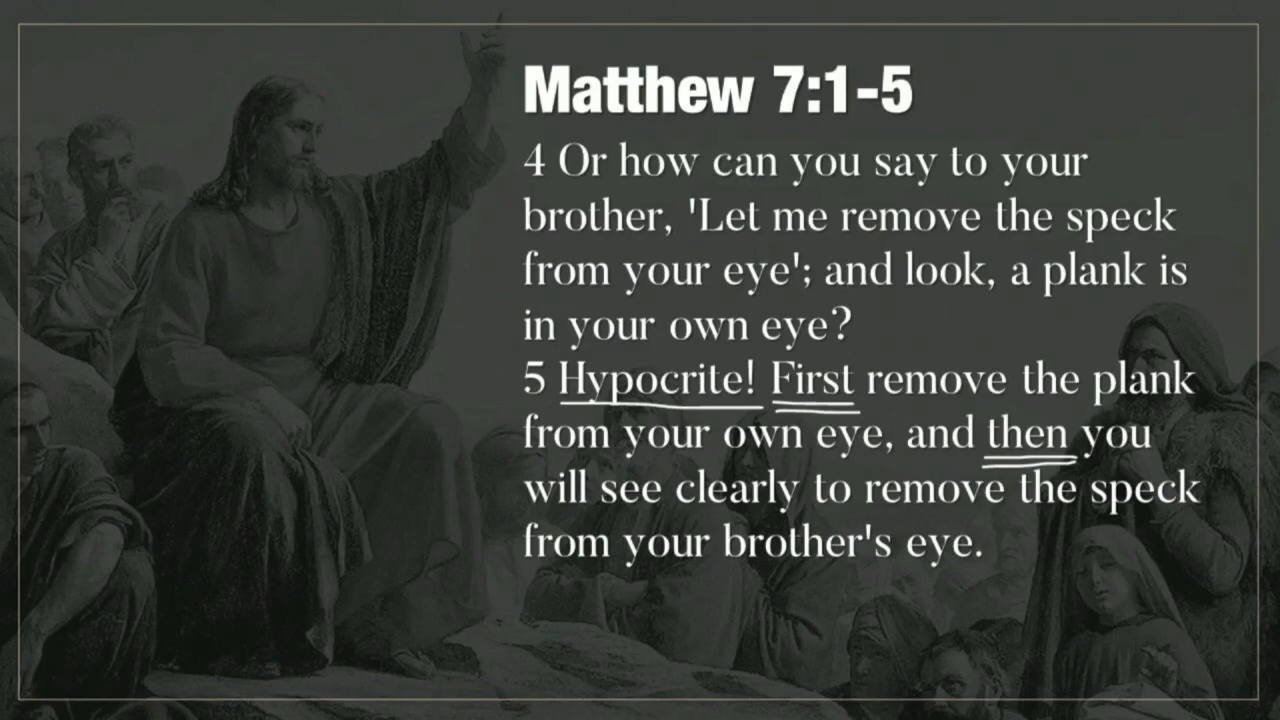 Matthew 7:1-5
4 Or how can you say to your
brother, 'Let me remove the speck
from your eye'; and look, a plank is
in your own eye?
5 Hypocrite! First remove the plank
from your own eye, and then you
will see clearly to remove the speck
from your brother's eye.